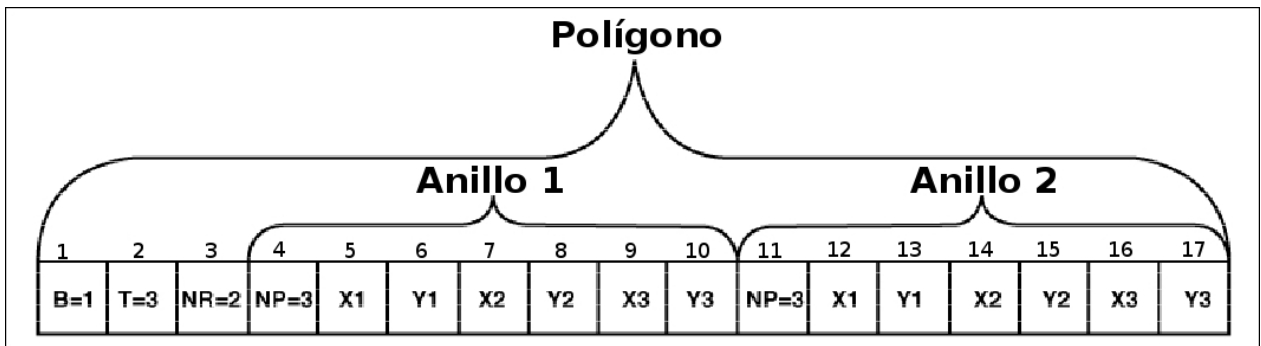 Polígono
Anillo 1 Anillo 2
1 2 3 4 5 6 7 8 9 10 11 12 13 14 15 16 17
B=1 T=3 NR=2 NP=3 X1 Y1 X2 Y2 X3 Y3 NP=3 X1 Y1 X2 Y2 X3 Y3